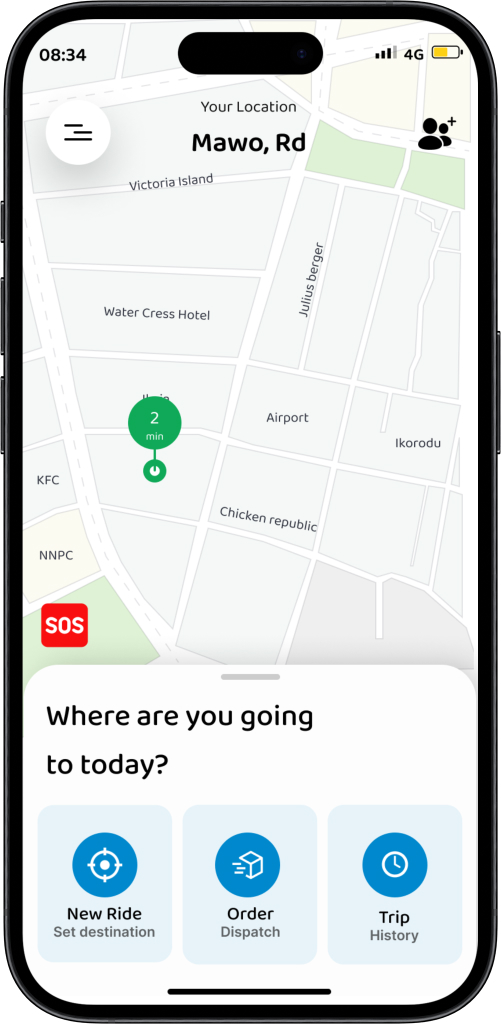 08:34
4G
Your Location
Mawo, Rd
Victoria Island
Julius berger
Water Cress Hotel
2
min
Airport
Ikorodu
KFC
Chicken republic
NNPC
SOS
Where are you going
to today?
New Ride
Set destination
Order
Dispatch
Trip
History